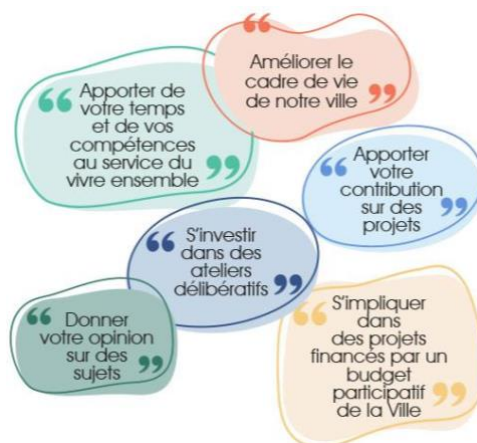 Améliorer le
cadre de vie
de notre ville
Apporter de
votre temps
et de vos
compétences
au service du
vivre ensemble
Apporter
votre
contribution
sur des
projets
S'investir
dans des
ateliers
délibératifs
Donner
votre opinion
sur des
sujets
S'impliquer
dans
des projets
financés par un
budget
participatif
de la Ville